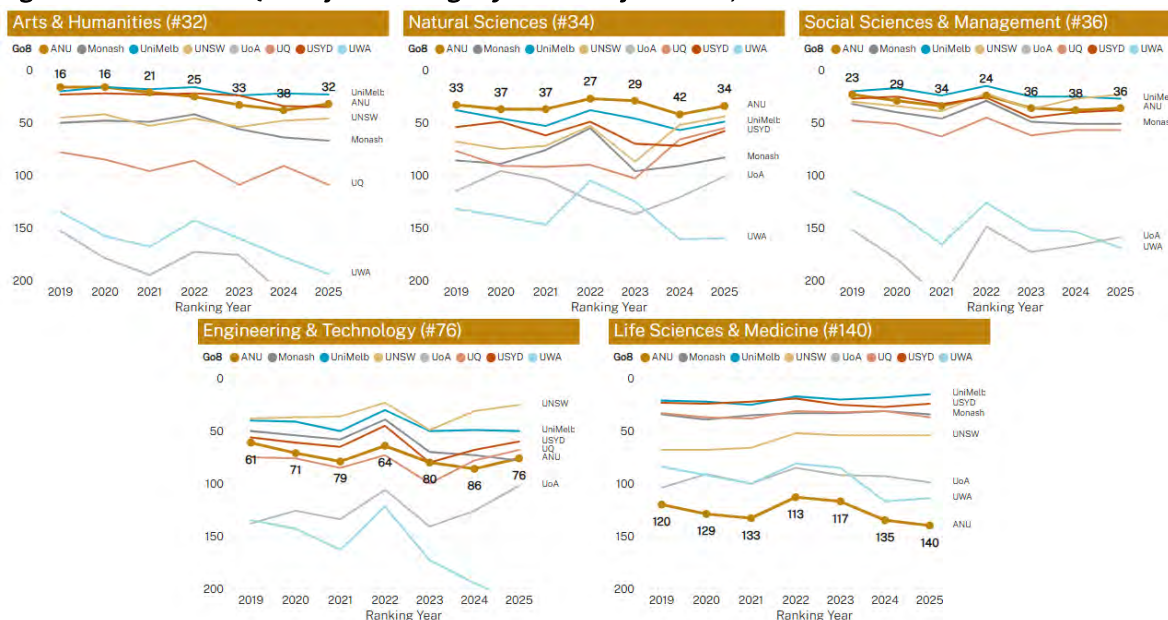 Arts & Humanities (#32)
Go8 ANU Monash UniMelb UNSW UoA UQ USYD UWA
0
50
100
150
200
16 16 21 25 33 38 32
UniMelb
ANU
UNSW
Monash
UQ
UWA
2019 2020 2021 2022 2023 2024 2025
Ranking Year
Natural Sciences (#34)
Go8 ANU Monash UniMelb UNSW UoA UQ USYD UWA
0
50
100
150
200
33 37 37 27 29 42 34
ANU
UniMelb
USYD
Monash
UoA
UWA
2019 2020 2021 2022 2023 2024 2025
Ranking Year
Social Sciences & Management (#36)
Go8 ANU Monash UniMelb UNSW UoA UQ USYD UWA
0
50
100
150
200
23 29 34 24 36 38 36
ANU
UoA
UWA
2019 2020 2021 2022 2023 2024 2025
Ranking Year
Engineering & Technology (#76)
Go8 ANU Monash UniMelb UNSW UoA UQ USYD UWA
0
50
100
150
200
61 71 79 64 80 86 76
UNSW
UniMelb
USYD
UQ
ANU
UoA
2019 2020 2021 2022 2023 2024 2025
Ranking Year
Life Sciences & Medicine (#140)
Go8 ANU Monash UniMelb UNSW UoA UQ USYD UWA
0
50
100
150
200
120 129 133 113 117 135 140
UniMelb
USYD
Monash
UNSW
UoA
UWA
ANU
2019 2020 2021 2022 2023 2024 2025
Ranking Year